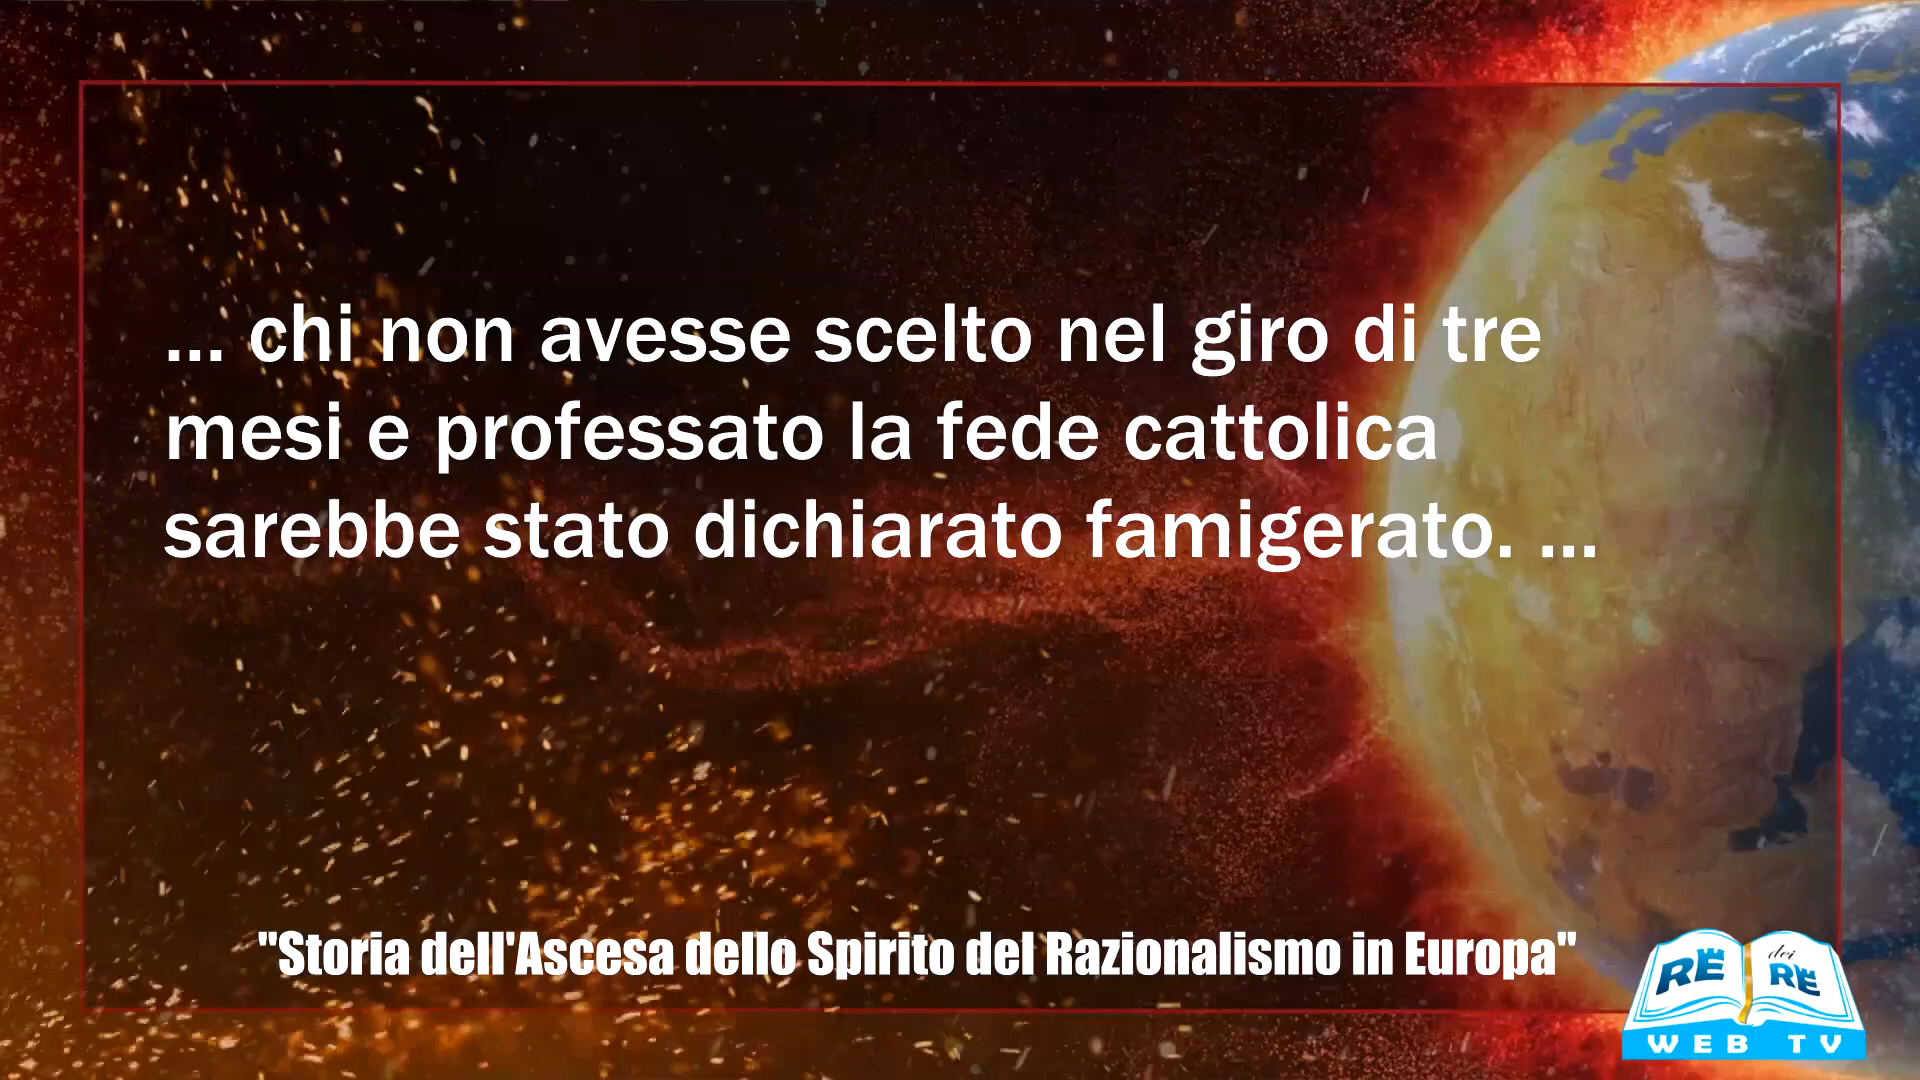 ... chi non avesse scelto nel giro di tre
mesi e professato la fede cattolica
sarebbe stato dichiarato famigerato. ...
"Storia dell'Ascesa dello Spirito del Razionalismo in Europa"
RE dei RE
WEB TV